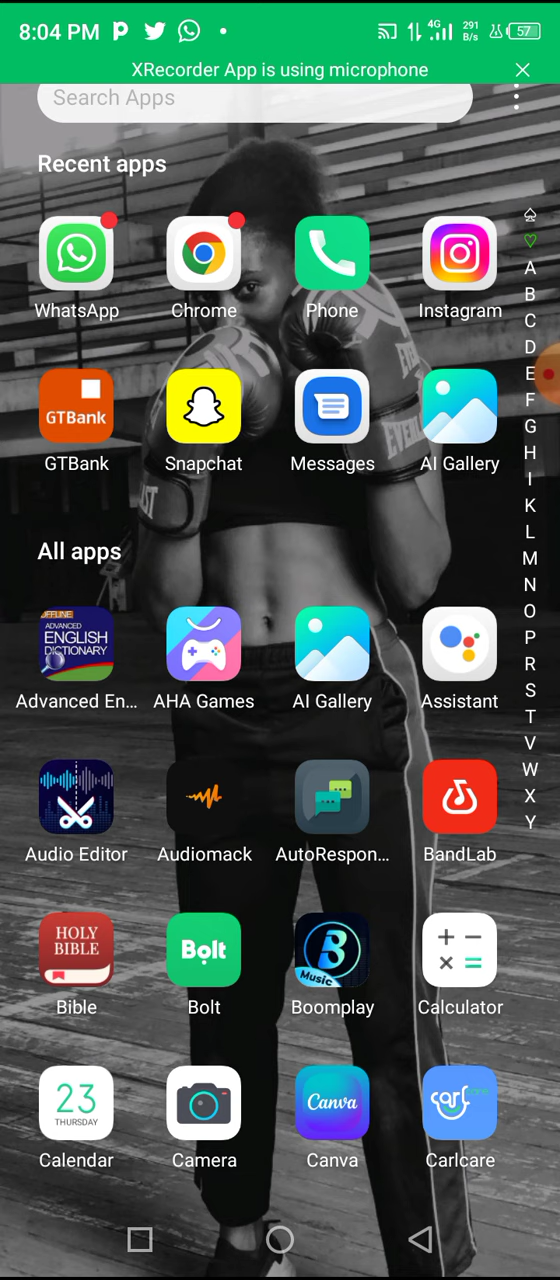 8:04 PM
4G
291
B/s
57
XRecorder App is using microphone
Search Apps
Recent apps
WhatsApp
Chrome
Phone
Instagram
GTBank
GTBank
Snapchat
Messages
AI Gallery
All apps
OFFLINE
ADVANCED
ENGLISH
DICTIONARY
Advanced En...
AHA Games
AI Gallery
Assistant
Audio Editor
Audiomack
AutoRespon...
BandLab
HOLY
BIBLE
Bible
Bolt
Bolt
B
Music
Boomplay
Calculator
23
THURSDAY
Calendar
Camera
Canva
Canva
carlcare
Carlcare
A
B
C
D
E
F
G
H
I
K
L
M
N
O
P
R
S
T
V
W
X
Y